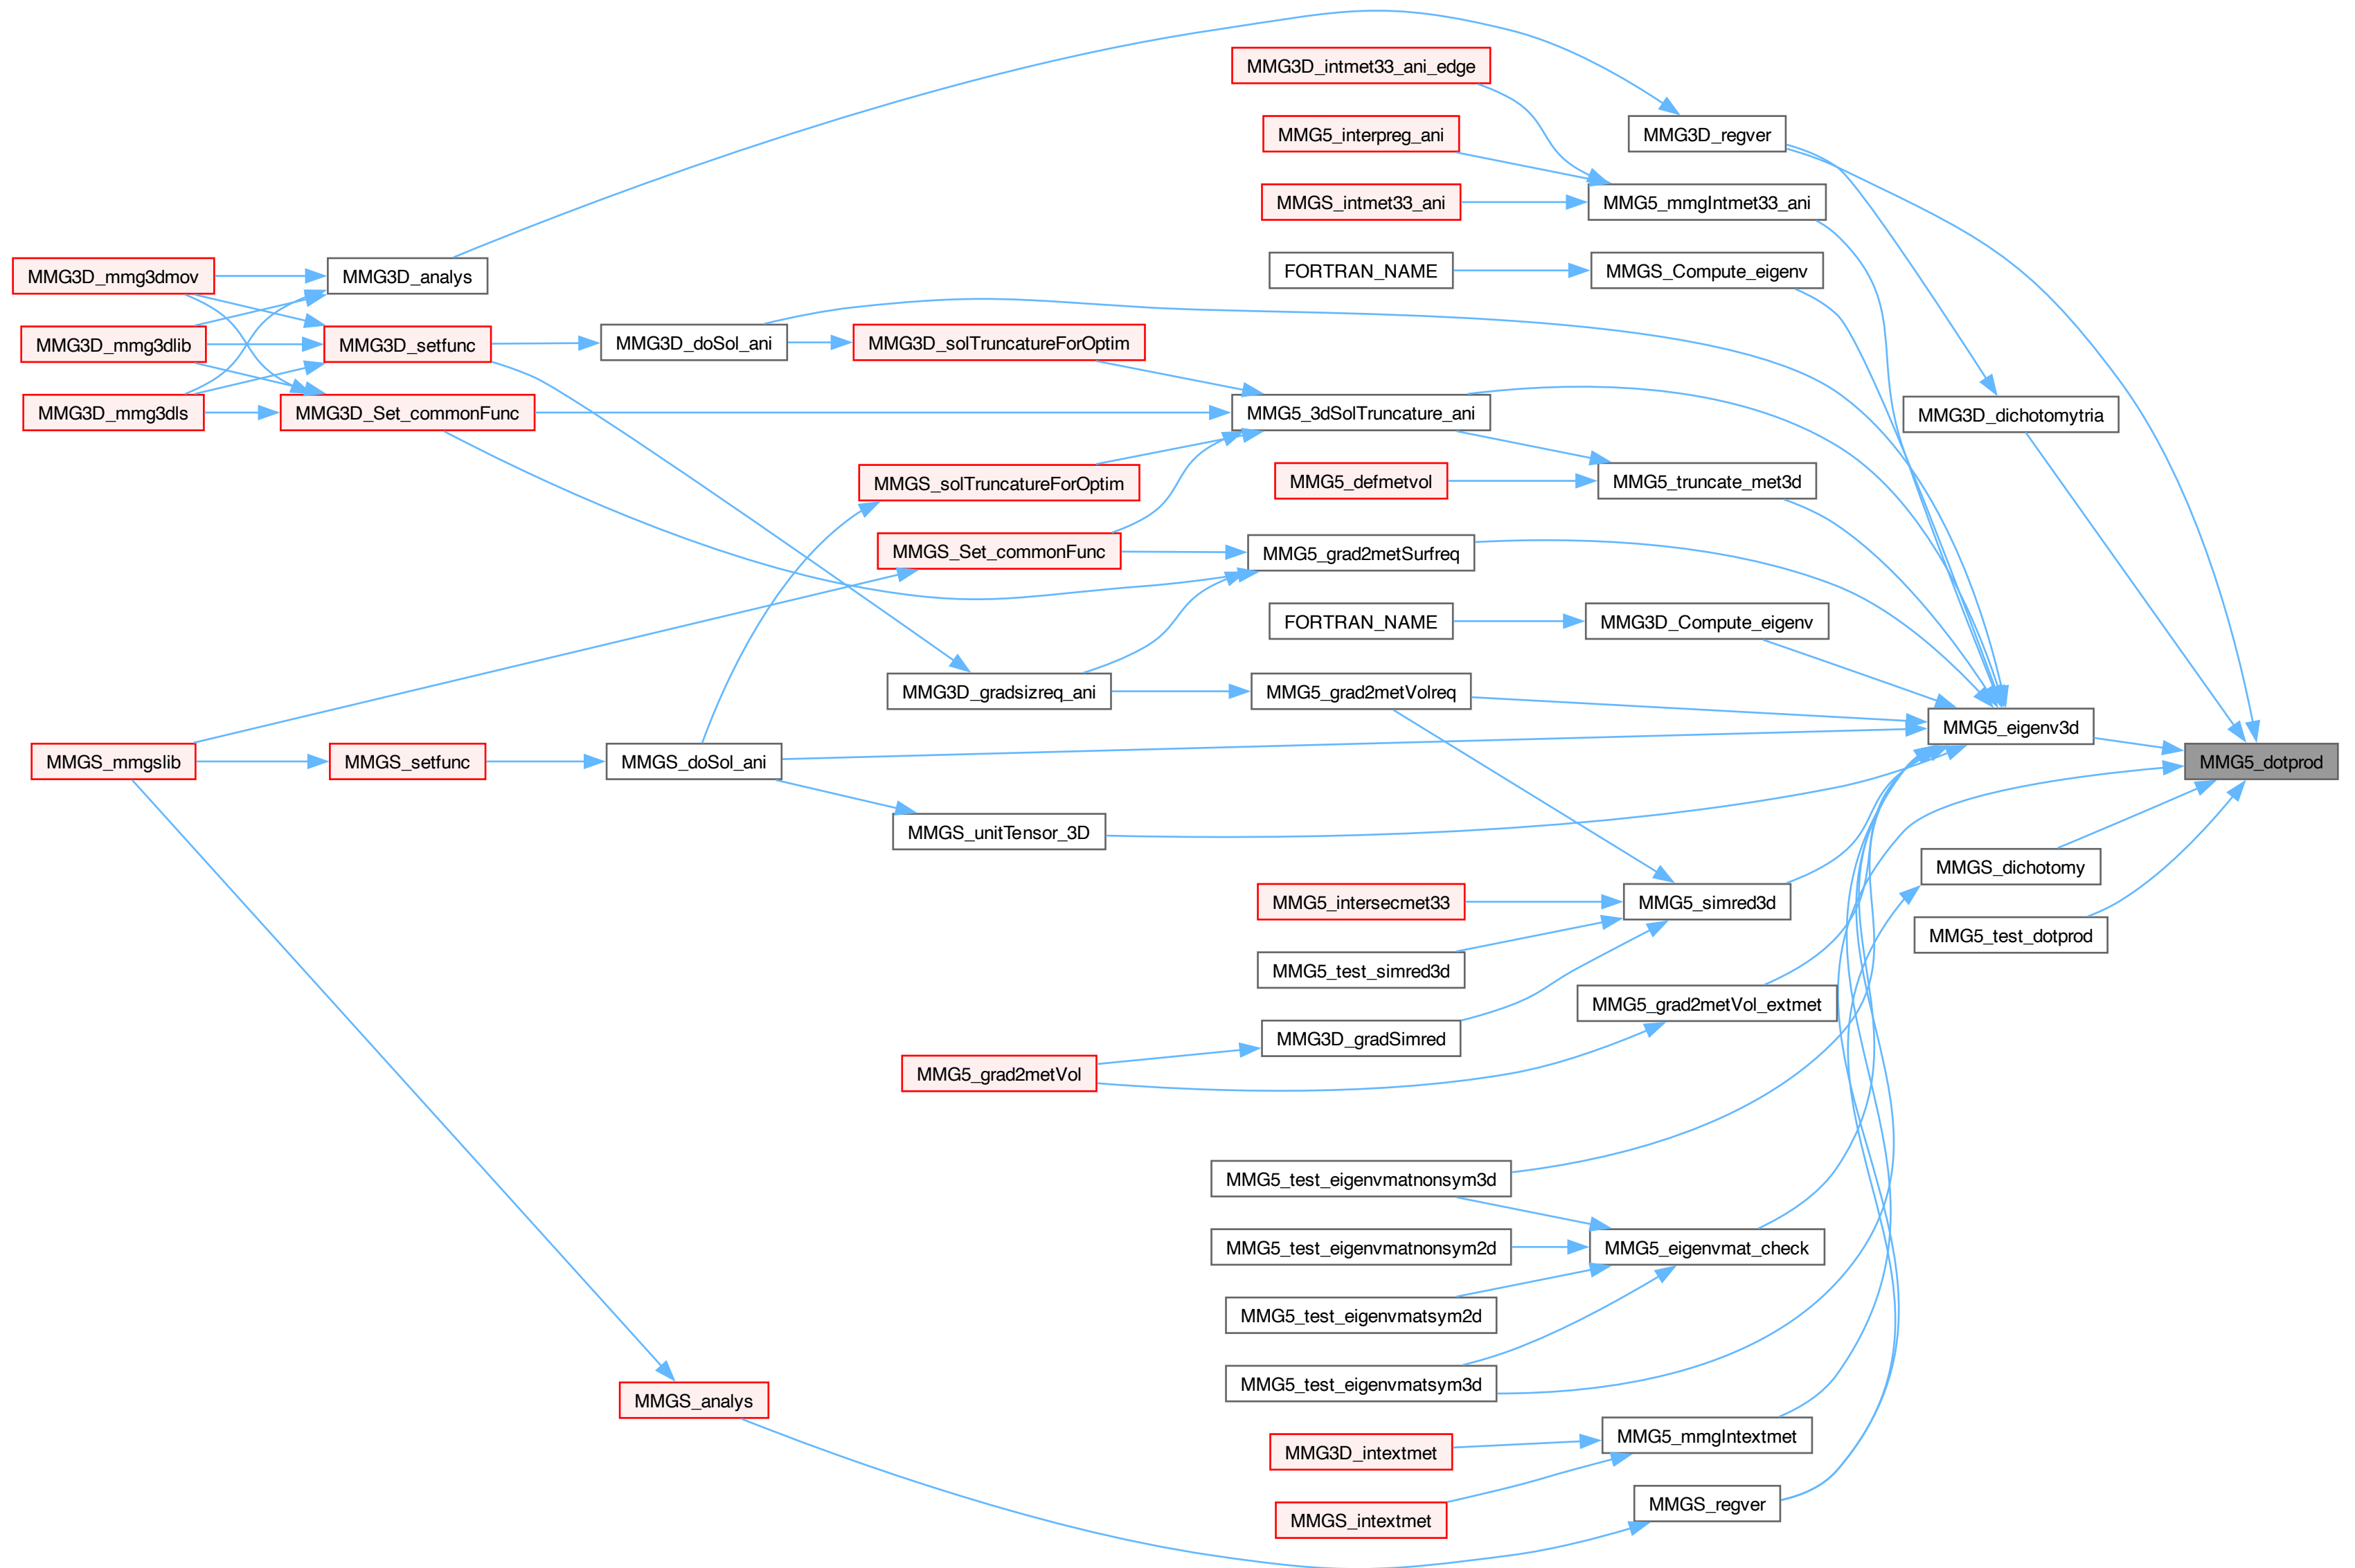 MMG3D_intmet33_ani_edge
MMG5_interpreg_ani
MMG3D_regver
MMGS_intmet33_ani
MMG5_mmgIntmet33_ani
MMG3D_mmg3dmov
MMG3D_analys
FORTRAN_NAME
MMGS_Compute_eigenv
MMG3D_mmg3dlib
MMG3D_setfunc
MMG3D_doSol_ani
MMG3D_solTruncatureForOptim
MMG3D_mmg3dls
MMG3D_Set_commonFunc
MMG5_3dSolTruncature_ani
MMG3D_dichotomytria
MMGS_solTruncatureForOptim
MMG5_defmetvol
MMG5_truncate_met3d
MMGS_Set_commonFunc
MMG5_grad2metSurfreq
FORTRAN_NAME
MMG3D_Compute_eigenv
MMG3D_gradsizreq_ani
MMG5_grad2metVolreq
MMG5_eigenv3d
MMGS_mmgslib
MMGS_setfunc
MMGS_doSol_ani
MMG5_dotprod
MMGS_unitTensor_3D
MMGS_dichotomy
MMG5_intersecmet33
MMG5_simred3d
MMG5_test_dotprod
MMG5_test_simred3d
MMG5_grad2metVol_extmet
MMG3D_gradSimred
MMG5_grad2metVol
MMG5_test_eigenvmatnonsym3d
MMG5_test_eigenvmatnonsym2d
MMG5_eigenvmat_check
MMG5_test_eigenvmatsym2d
MMG5_test_eigenvmatsym3d
MMGS_analys
MMG5_mmgIntextmet
MMG3D_intextmet
MMGS_regver
MMGS_intextmet